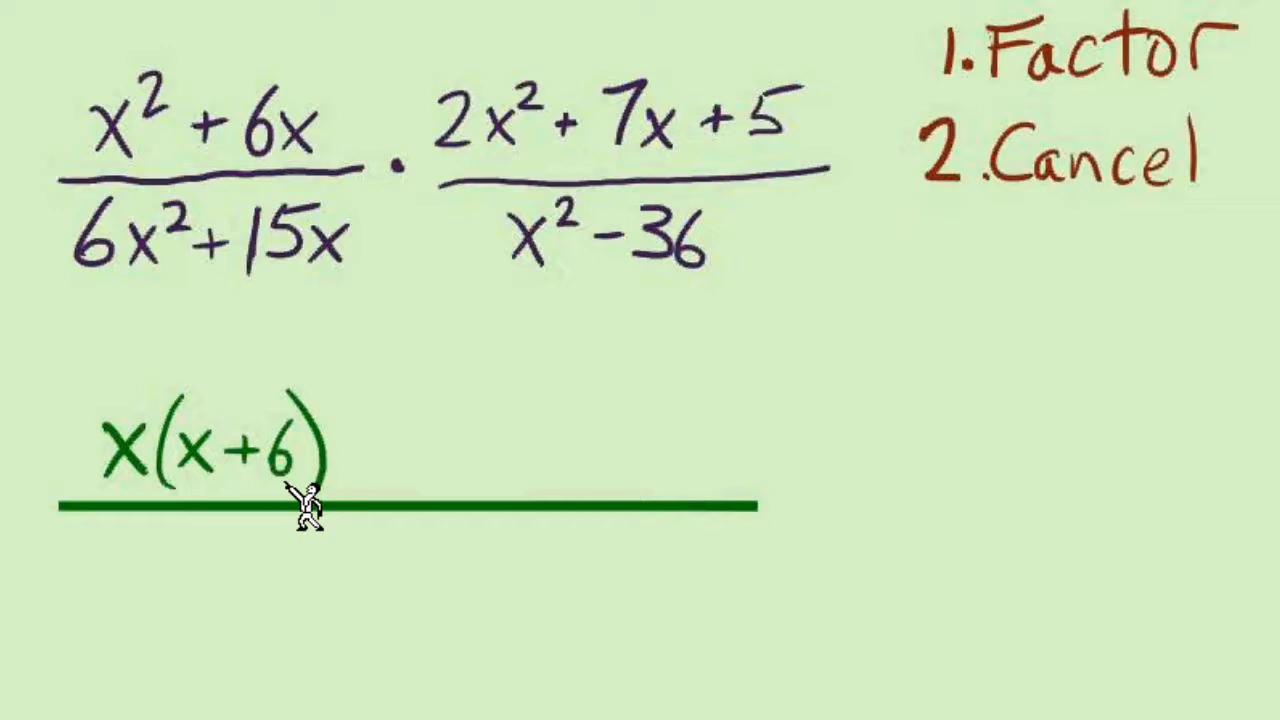 x² + 6x
6x² + 15x
·
2x² + 7x + 5
x² - 36
1. Factor
2. Cancel
x(x+6)